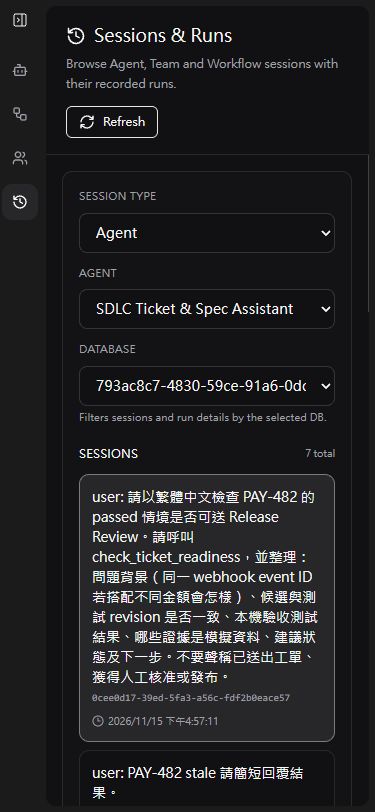 Sessions & Runs
Browse Agent, Team and Workflow sessions with
their recorded runs.
Refresh
SESSION TYPE
Agent
AGENT
SDLC Ticket & Spec Assistant
DATABASE
793ac8c7-4830-59ce-91a6-0dc
Filters sessions and run details by the selected DB.
SESSIONS
7 total
user: 請以繁體中文檢查 PAY-482 的
passed 情境是否可送 Release
Review。請呼叫
check_ticket_readiness，並整理：
問題背景（同一 webhook event ID
若搭配不同金額會怎樣）、候選與測
試 revision 是否一致、本機驗收測試
結果、哪些證據是模擬資料、建議狀
態及下一步。不要聲稱已送出工單、
獲得人工核准或發布。
0cee0d17-39ed-5fa3-a56c-fdf2b0eace57
2026/11/15 下午4:57:11
user: PAY-482 stale 請簡短回覆結
果。